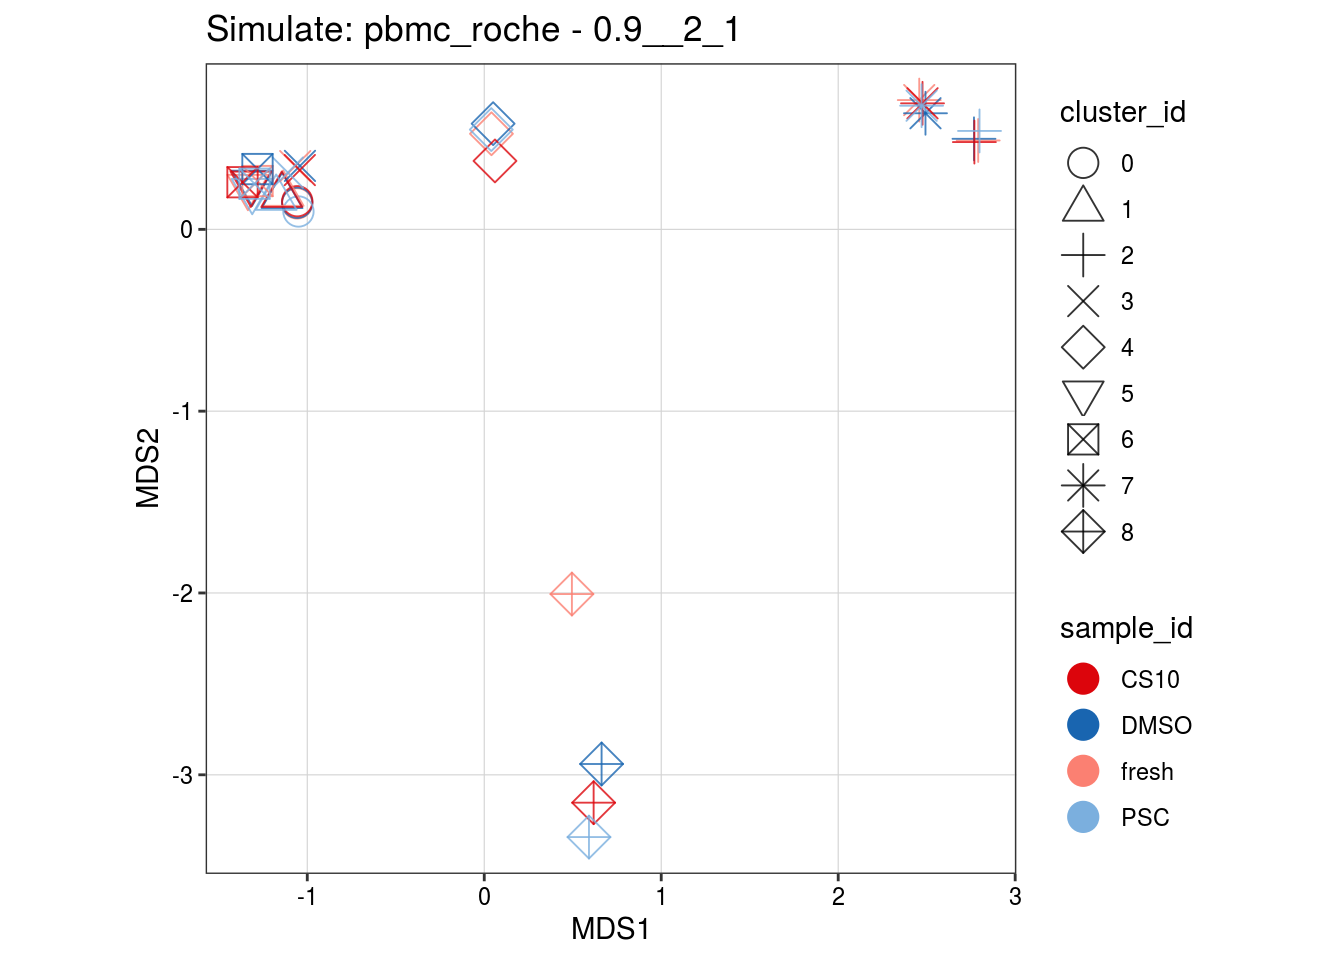 Simulate: pbmc_roche - 0.9__2_1
cluster_id
0
1
2
3
4
5
6
7
8
sample_id
CS10
DMSO
fresh
PSC
0
-1
-2
-3
MDS2
-1
0
1
2
3
MDS1